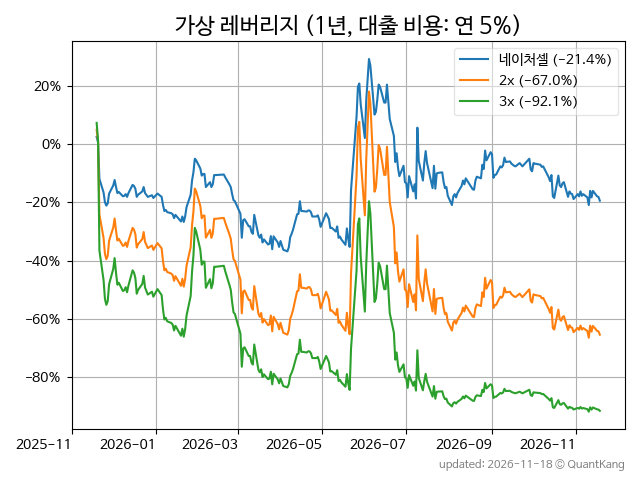 가상 레버리지 (1년, 대출 비용: 연 5%)
네이처셀 (-21.4%)
2x (-67.0%)
3x (-92.1%)
20%
0%
-20%
-40%
-60%
-80%
2025-11 2026-01 2026-03 2026-05 2026-07 2026-09 2026-11
updated: 2026-11-18 © QuantKang